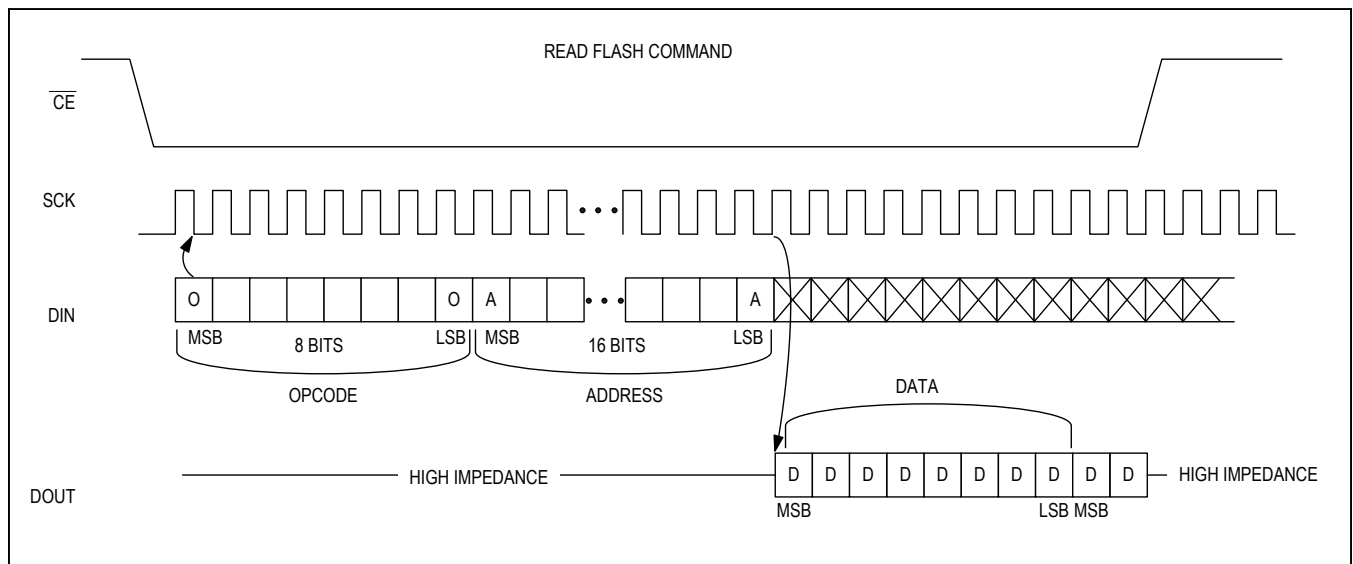 READ FLASH COMMAND
CE
SCK
• • •
DIN
O O A • • • A
MSB 8 BITS LSB MSB 16 BITS LSB
OPCODE ADDRESS
DATA
DOUT
HIGH IMPEDANCE D D D D D D D D D D HIGH IMPEDANCE
MSB LSB MSB